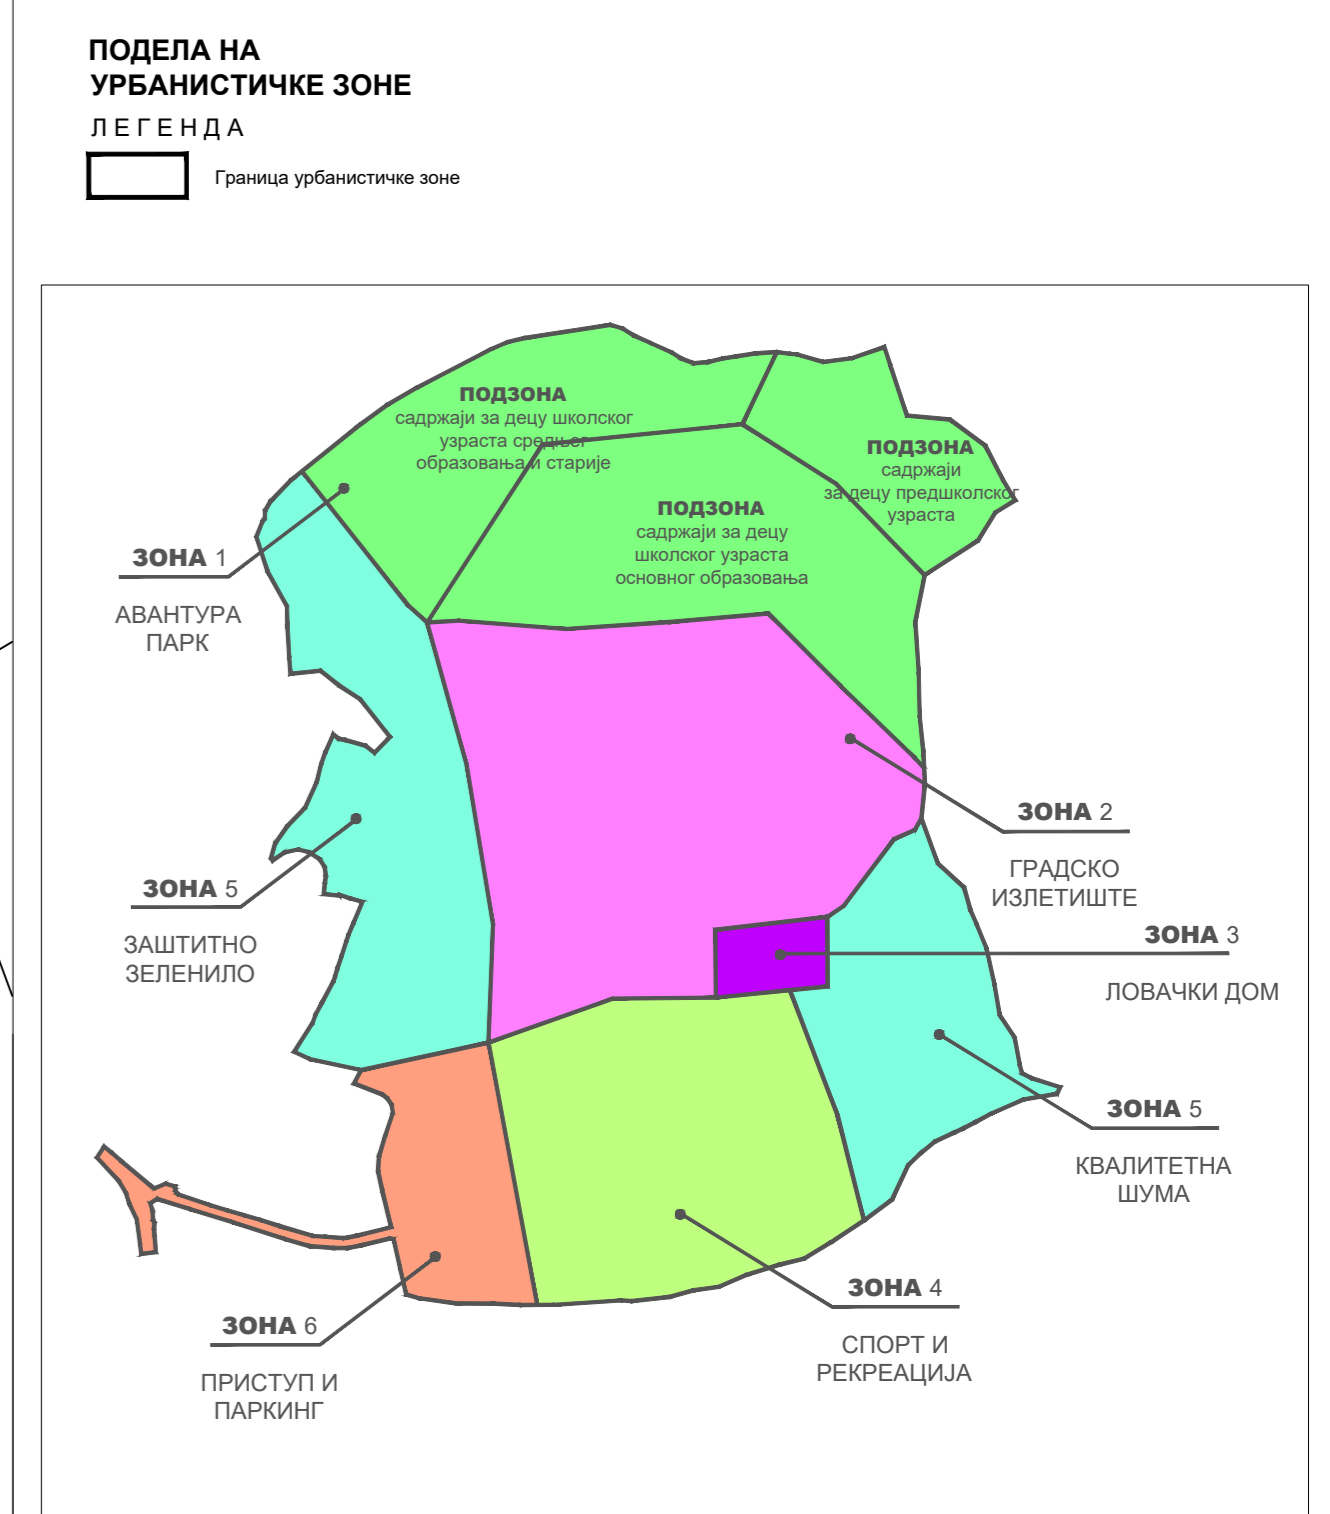 ПОДЕЛА НА
УРБАНИСТИЧКЕ ЗОНЕ
ЛЕГЕНДА
Граница урбанистичке зоне
ПОДЗОНА
садржаји за децу школског
узраста средњег
образовања и старије
ПОДЗОНА
садржаји
за децу предшколског
узраста
ПОДЗОНА
садржаји за децу
школског узраста
основног образовања
ЗОНА 1
АВАНТУРА
ПАРК
ЗОНА 2
ГРАДСКО
ИЗЛЕТИШТЕ
ЗОНА 5
ЗАШТИТНО
ЗЕЛЕНИЛО
ЗОНА 3
ЛОВАЧКИ ДОМ
ЗОНА 5
КВАЛИТЕТНА
ШУМА
ЗОНА 4
СПОРТ И
РЕКРЕАЦИЈА
ЗОНА 6
ПРИСТУП И
ПАРКИНГ